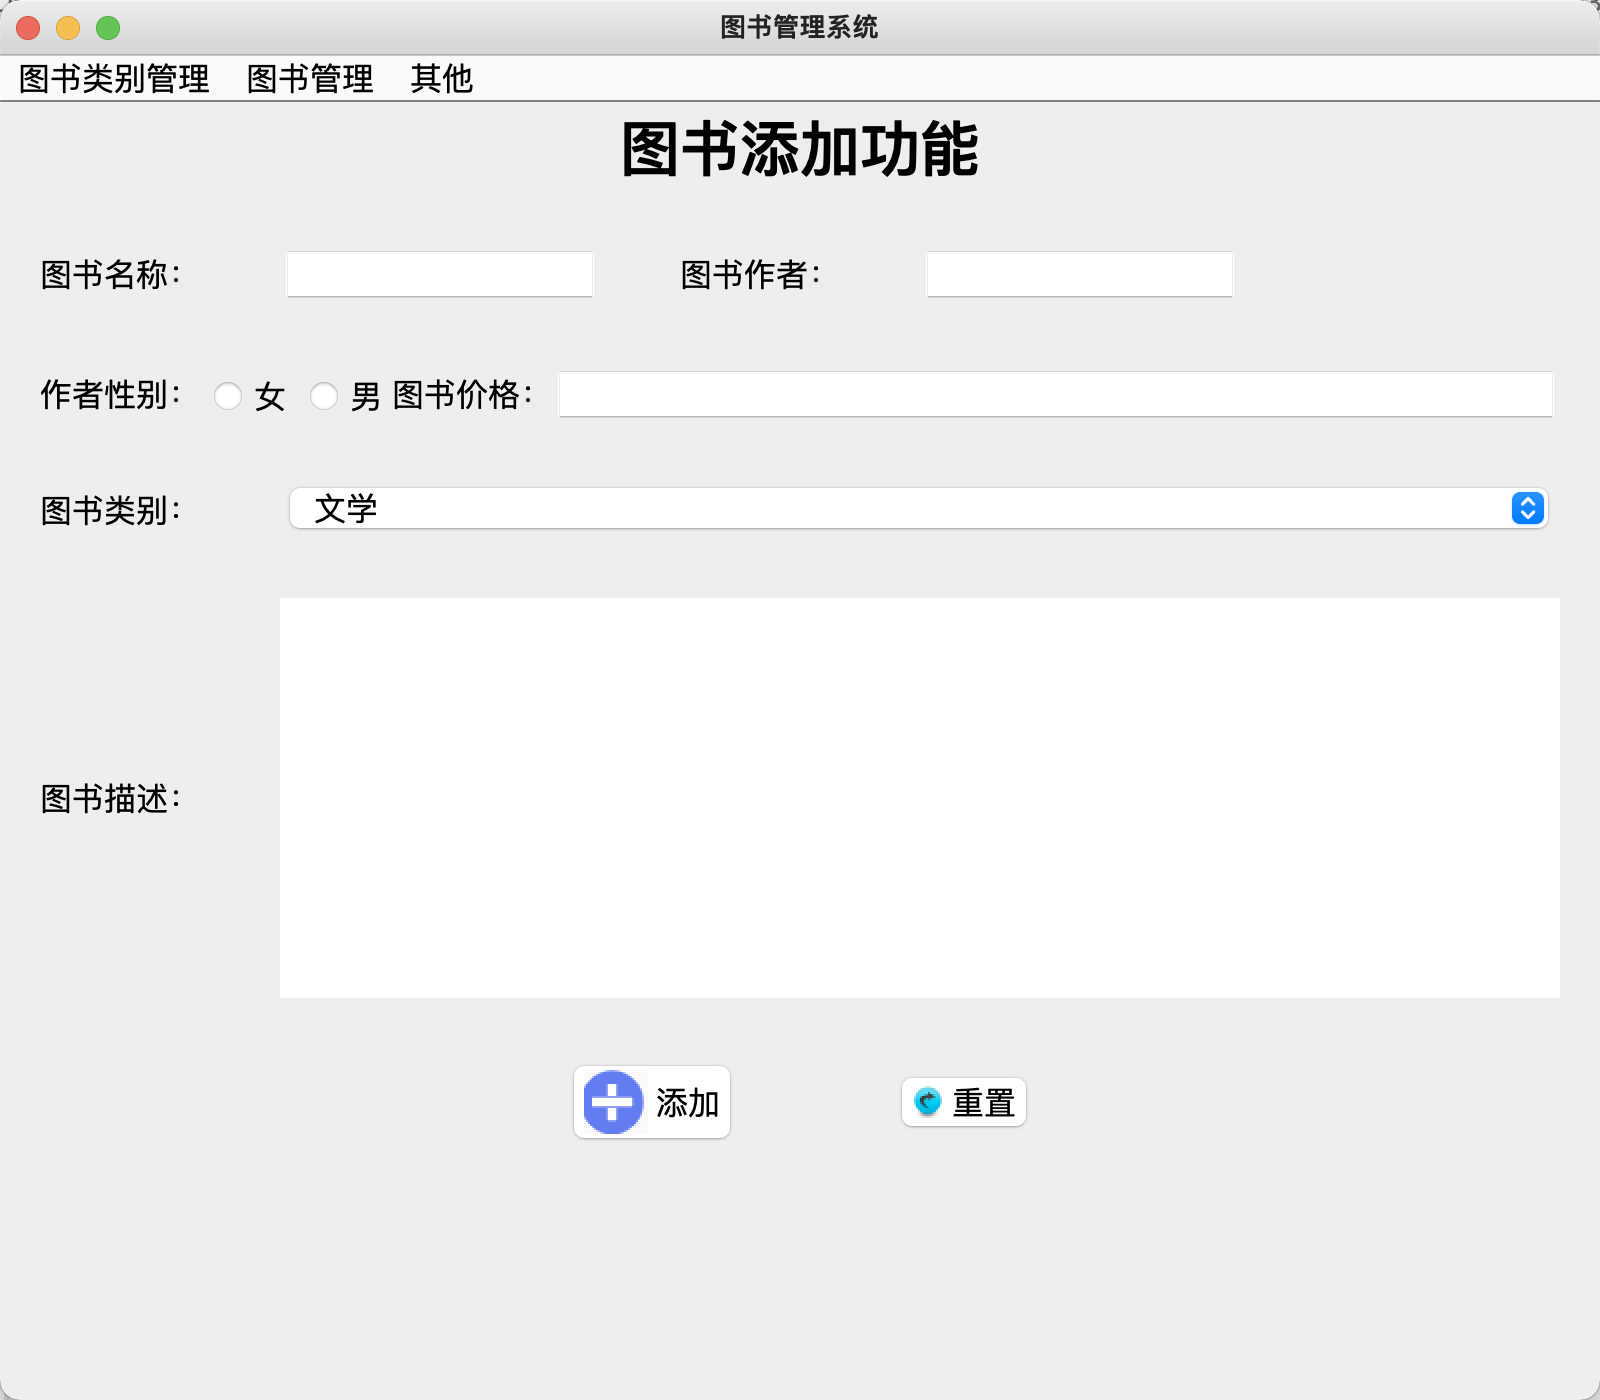 图书管理系统
图书类别管理 图书管理 其他
图书添加功能
图书名称： 图书作者：
作者性别： 女 男 图书价格：
图书类别： 文学
图书描述：
添加 重置